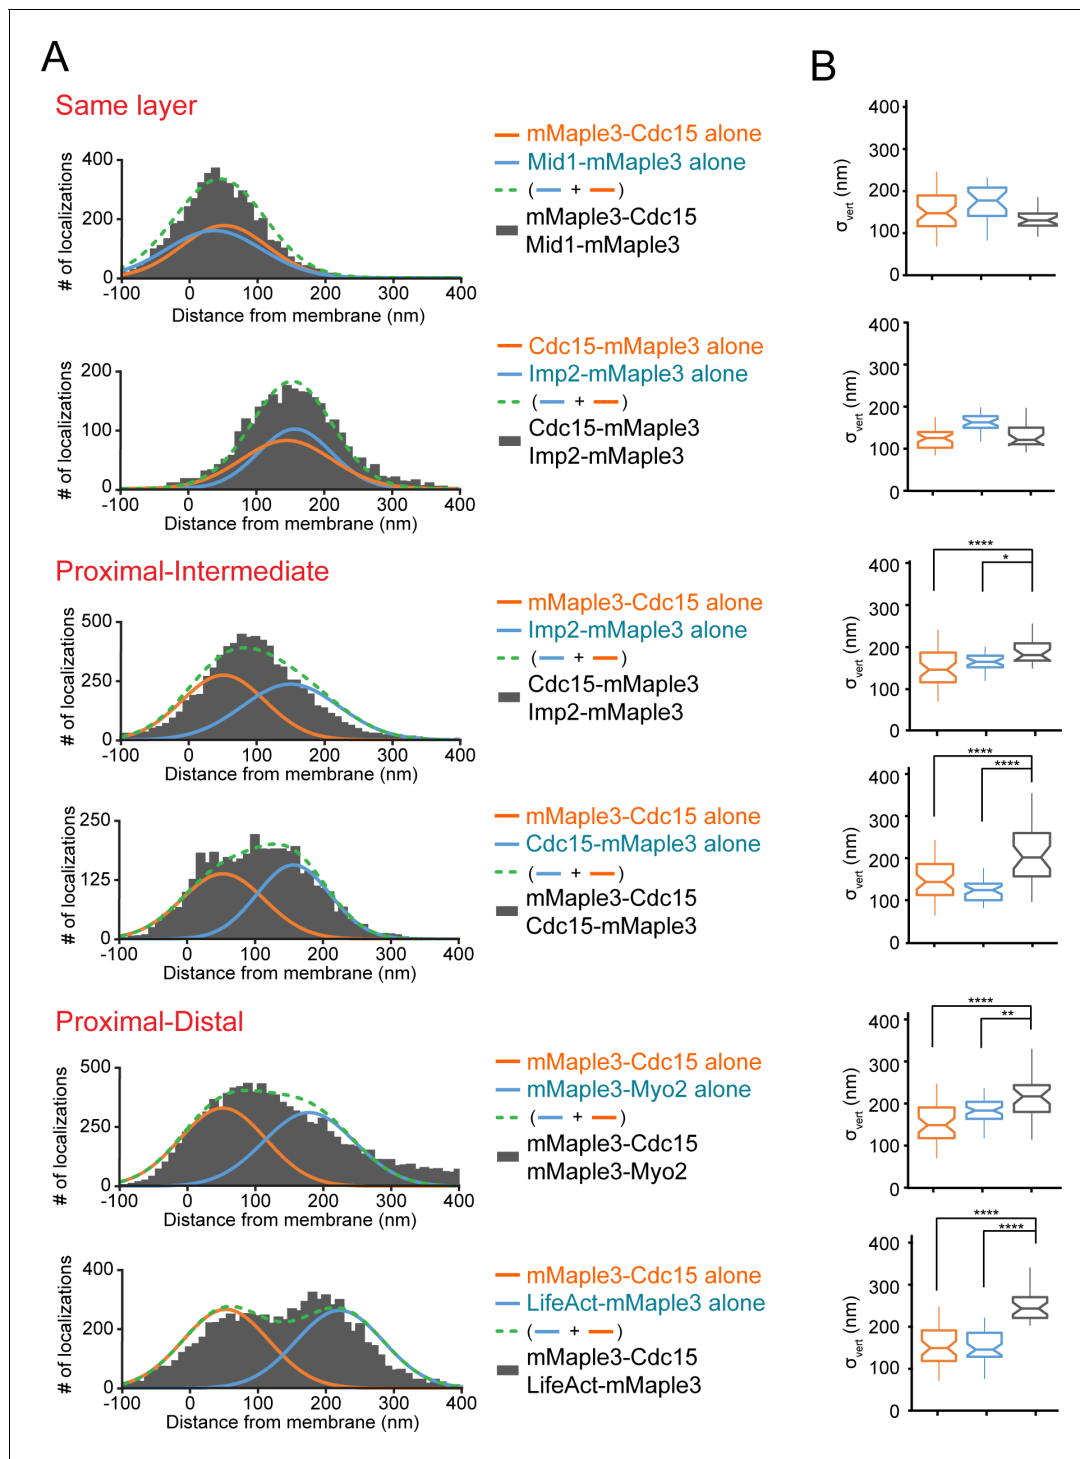 A
B
Same layer
# of localizations
400
200
0
-100 0 100 200 300 400
Distance from membrane (nm)
mMaple3-Cdc15 alone
Mid1-mMaple3 alone
( + )
mMaple3-Cdc15
Mid1-mMaple3
σvert (nm)
400
300
200
100
0
# of localizations
200
100
0
-100 0 100 200 300 400
Distance from membrane (nm)
Cdc15-mMaple3 alone
Imp2-mMaple3 alone
( + )
Cdc15-mMaple3
Imp2-mMaple3
σvert (nm)
400
300
200
100
0
Proximal-Intermediate
# of localizations
500
250
0
-100 0 100 200 300 400
Distance from membrane (nm)
mMaple3-Cdc15 alone
Imp2-mMaple3 alone
( + )
Cdc15-mMaple3
Imp2-mMaple3
σvert (nm)
400
300
200
100
0
****
*
# of localizations
250
125
0
-100 0 100 200 300 400
Distance from membrane (nm)
mMaple3-Cdc15 alone
Cdc15-mMaple3 alone
( + )
mMaple3-Cdc15
Cdc15-mMaple3
σvert (nm)
400
300
200
100
0
****
****
Proximal-Distal
# of localizations
500
250
0
-100 0 100 200 300 400
Distance from membrane (nm)
mMaple3-Cdc15 alone
mMaple3-Myo2 alone
( + )
mMaple3-Cdc15
mMaple3-Myo2
σvert (nm)
400
300
200
100
0
****
**
# of localizations
400
200
0
-100 0 100 200 300 400
Distance from membrane (nm)
mMaple3-Cdc15 alone
LifeAct-mMaple3 alone
( + )
mMaple3-Cdc15
LifeAct-mMaple3
σvert (nm)
400
300
200
100
0
****
****